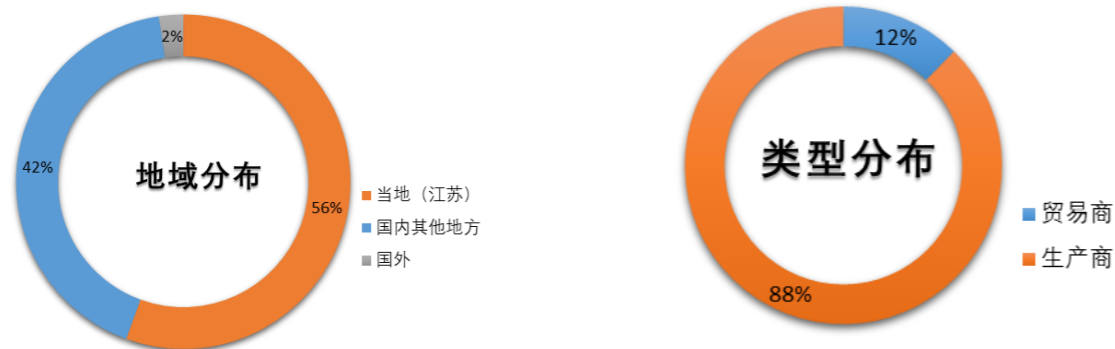 2%
42%
地域分布
56%
当地（江苏）
国内其他地方
国外
12%
类型分布
88%
贸易商
生产商